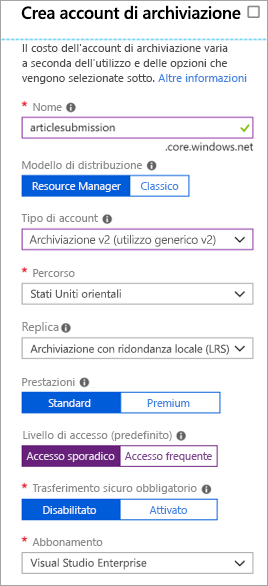 Crea account di archiviazione
Il costo dell'account di archiviazione varia
a seconda dell'utilizzo e delle opzioni che
vengono selezionate sotto. Altre informazioni
* Nome
articlesubmission
.core.windows.net
Modello di distribuzione
Resource Manager Classico
Tipo di account
Archiviazione v2 (utilizzo generico v2)
* Percorso
Stati Uniti orientali
Replica
Archiviazione con ridondanza locale (LRS)
Prestazioni
Standard Premium
Livello di accesso (predefinito)
Accesso sporadico Accesso frequente
* Trasferimento sicuro obbligatorio
Disabilitato Attivato
* Abbonamento
Visual Studio Enterprise